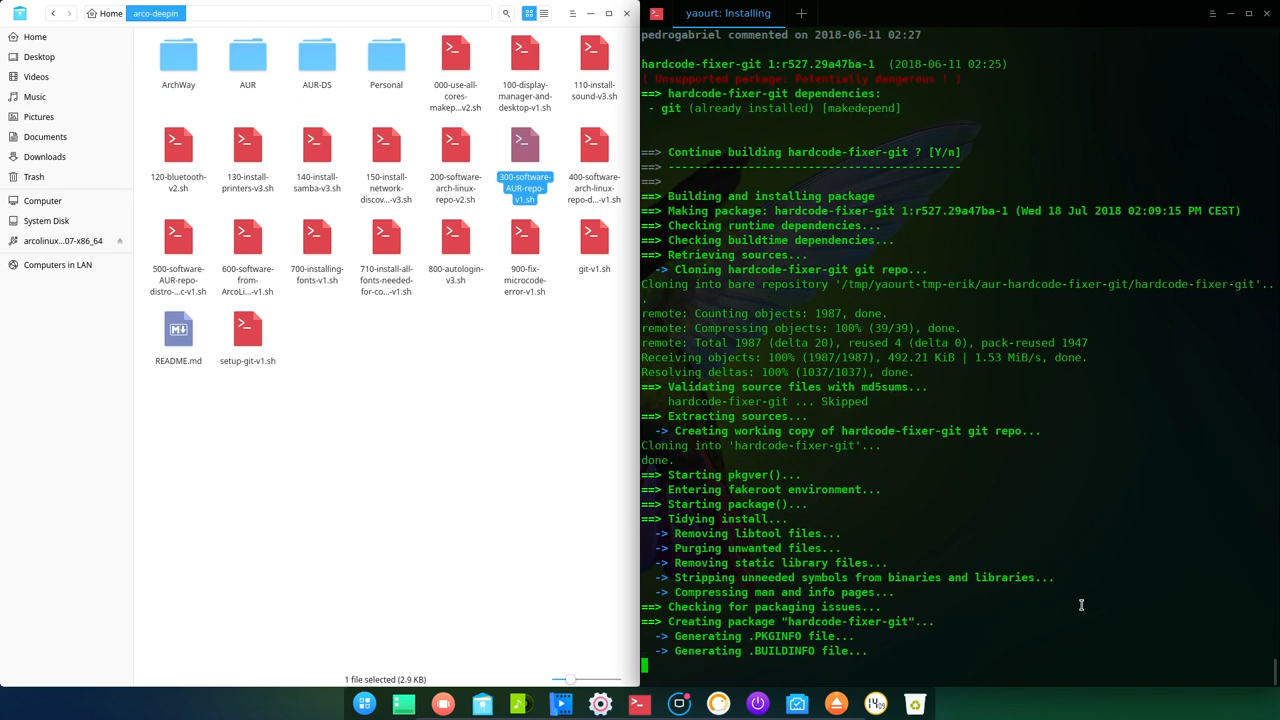 Home
arco-deepin
Home
Desktop
Videos
Music
Pictures
Documents
Downloads
Trash
Computer
System Disk
arcolinux...07-x86_64
Computers in LAN
ArchWay
AUR
AUR-DS
Personal
000-use-all-
cores-
makep...v2.sh
100-display-
manager-and-
desktop-v1.sh
110-install-
sound-v3.sh
120-bluetooth-
v2.sh
130-install-
printers-v3.sh
140-install-
samba-v3.sh
150-install-
network-
discov...-v3.sh
200-software-
arch-linux-
repo-v2.sh
300-software-
AUR-repo-
v1.sh
400-software-
arch-linux-
repo-d...-v1.sh
500-software-
AUR-repo-
distro-...c-v1.sh
600-software-
from-
ArcoLi...-v1.sh
700-installing-
fonts-v1.sh
710-install-all-
fonts-needed-
for-co...-v1.sh
800-autologin-
v3.sh
900-fix-
microcode-
error-v1.sh
git-v1.sh
README.md
setup-git-v1.sh
1 file selected (2.9 KB)
yaourt: Installing
pedrogabriel commented on 2018-06-11 02:27
hardcode-fixer-git 1:r527.29a47ba-1  (2018-06-11 02:25)
( Unsupported package: Potentially dangerous ! )
==> hardcode-fixer-git dependencies:
 - git (already installed) [makedepend]
==> Continue building hardcode-fixer-git ? [Y/n]
==> --------------------------------------------
==>
==> Building and installing package
==> Making package: hardcode-fixer-git 1:r527.29a47ba-1 (Wed 18 Jul 2018 02:09:15 PM CEST)
==> Checking runtime dependencies...
==> Checking buildtime dependencies...
==> Retrieving sources...
  -> Cloning hardcode-fixer-git git repo...
Cloning into bare repository '/tmp/yaourt-tmp-erik/aur-hardcode-fixer-git/hardcode-fixer-git'..
.
remote: Counting objects: 1987, done.
remote: Compressing objects: 100% (39/39), done.
remote: Total 1987 (delta 20), reused 4 (delta 0), pack-reused 1947
Receiving objects: 100% (1987/1987), 492.21 KiB | 1.53 MiB/s, done.
Resolving deltas: 100% (1037/1037), done.
==> Validating source files with md5sums...
    hardcode-fixer-git ... Skipped
==> Extracting sources...
  -> Creating working copy of hardcode-fixer-git git repo...
Cloning into 'hardcode-fixer-git'...
done.
==> Starting pkgver()...
==> Entering fakeroot environment...
==> Starting package()...
==> Tidying install...
  -> Removing libtool files...
  -> Purging unwanted files...
  -> Removing static library files...
  -> Stripping unneeded symbols from binaries and libraries...
  -> Compressing man and info pages...
==> Checking for packaging issues...
==> Creating package "hardcode-fixer-git"...
  -> Generating .PKGINFO file...
  -> Generating .BUILDINFO file...